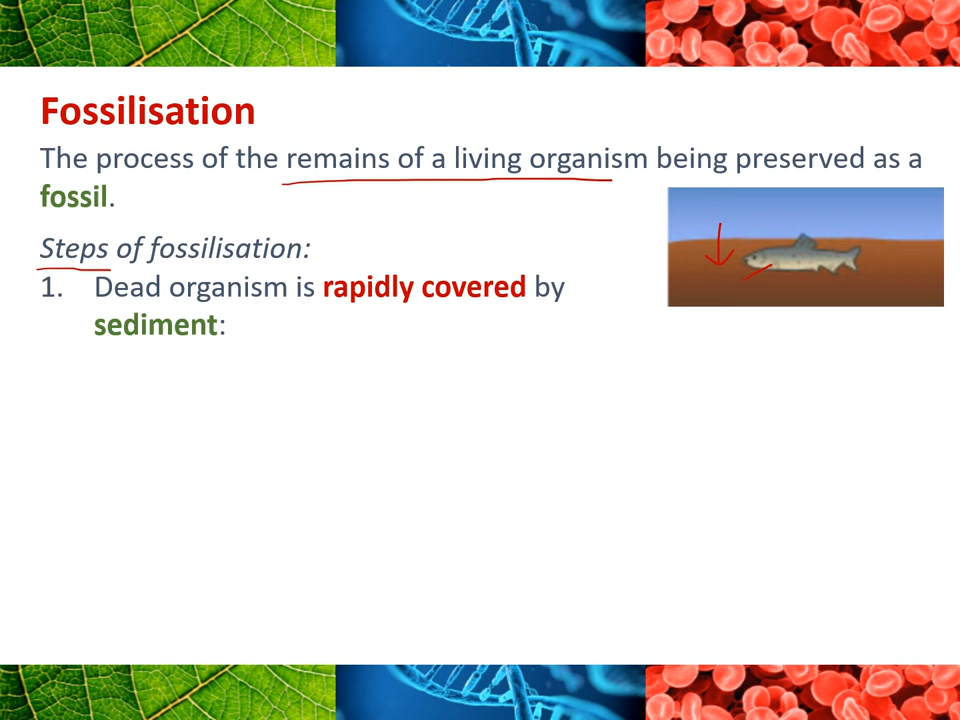 Fossilisation
The process of the remains of a living organism being preserved as a
fossil.
Steps of fossilisation:
1. Dead organism is rapidly covered by
sediment: